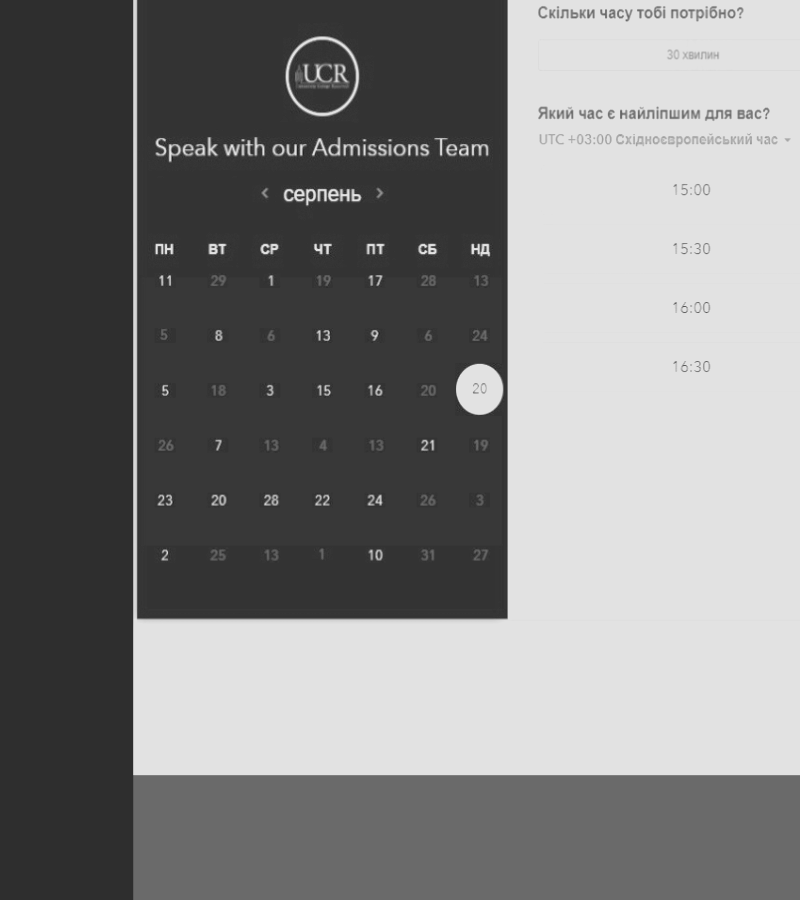 UCR
Speak with our Admissions Team
< серпень >
ПН ВТ СР ЧТ ПТ СБ НД
11 29 1 19 17 28 13
5 8 6 13 9 6 24
5 18 3 15 16 20 20
26 7 13 4 13 21 19
23 20 28 22 24 26 3
2 25 13 1 10 31 27
Скільки часу тобі потрібно?
30 хвилин
Який час є найліпшим для вас?
UTC +03:00 Східноєвропейський час
15:00
15:30
16:00
16:30